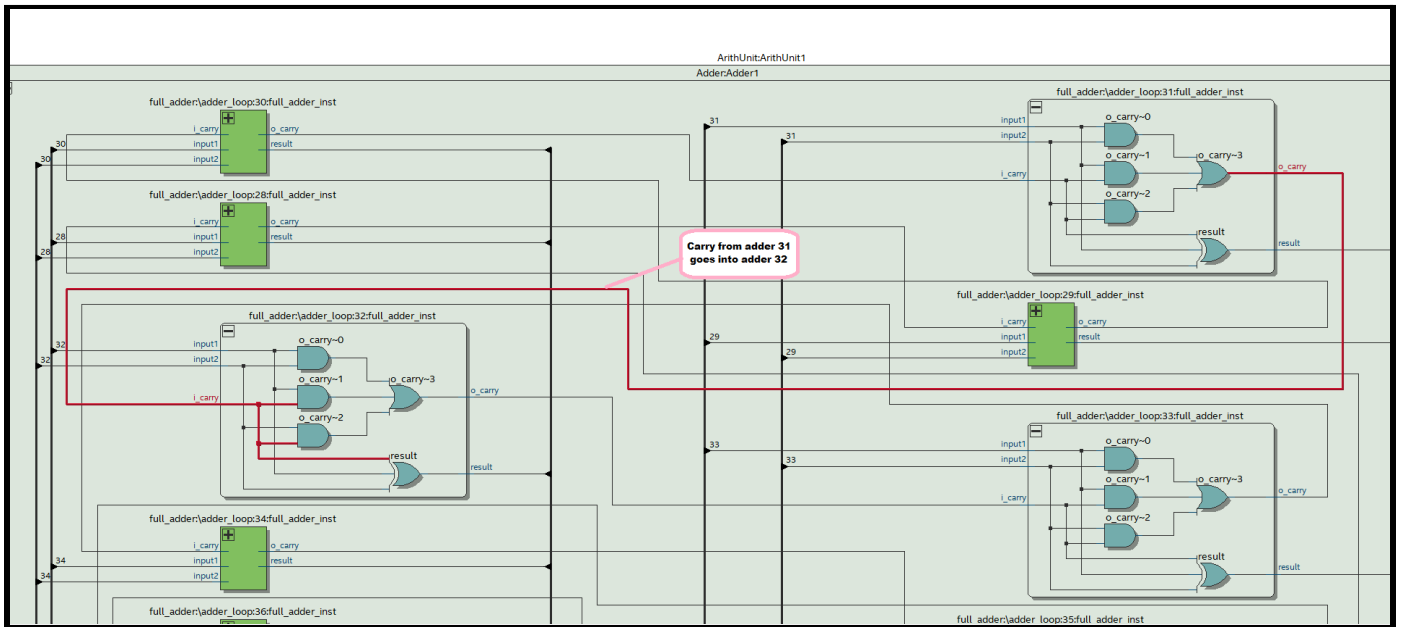 ArithUnit:ArithUnit1
Adder:Adder1
full_adder:\adder_loop:30:full_adder_inst
i_carry
input1
input2
o_carry
result
30
30
full_adder:\adder_loop:28:full_adder_inst
i_carry
input1
input2
o_carry
result
28
28
full_adder:\adder_loop:32:full_adder_inst
input1
input2
i_carry
o_carry~0
o_carry~1
o_carry~2
o_carry~3
result
o_carry
result
32
32
full_adder:\adder_loop:34:full_adder_inst
i_carry
input1
input2
o_carry
result
34
34
full_adder:\adder_loop:36:full_adder_inst
Carry from adder 31
goes into adder 32
31
31
full_adder:\adder_loop:31:full_adder_inst
input1
input2
i_carry
o_carry~0
o_carry~1
o_carry~2
o_carry~3
result
o_carry
result
full_adder:\adder_loop:29:full_adder_inst
29
29
i_carry
input1
input2
o_carry
result
full_adder:\adder_loop:33:full_adder_inst
33
33
input1
input2
i_carry
o_carry~0
o_carry~1
o_carry~2
o_carry~3
result
o_carry
result
full_adder:\adder_loop:35:full_adder_inst